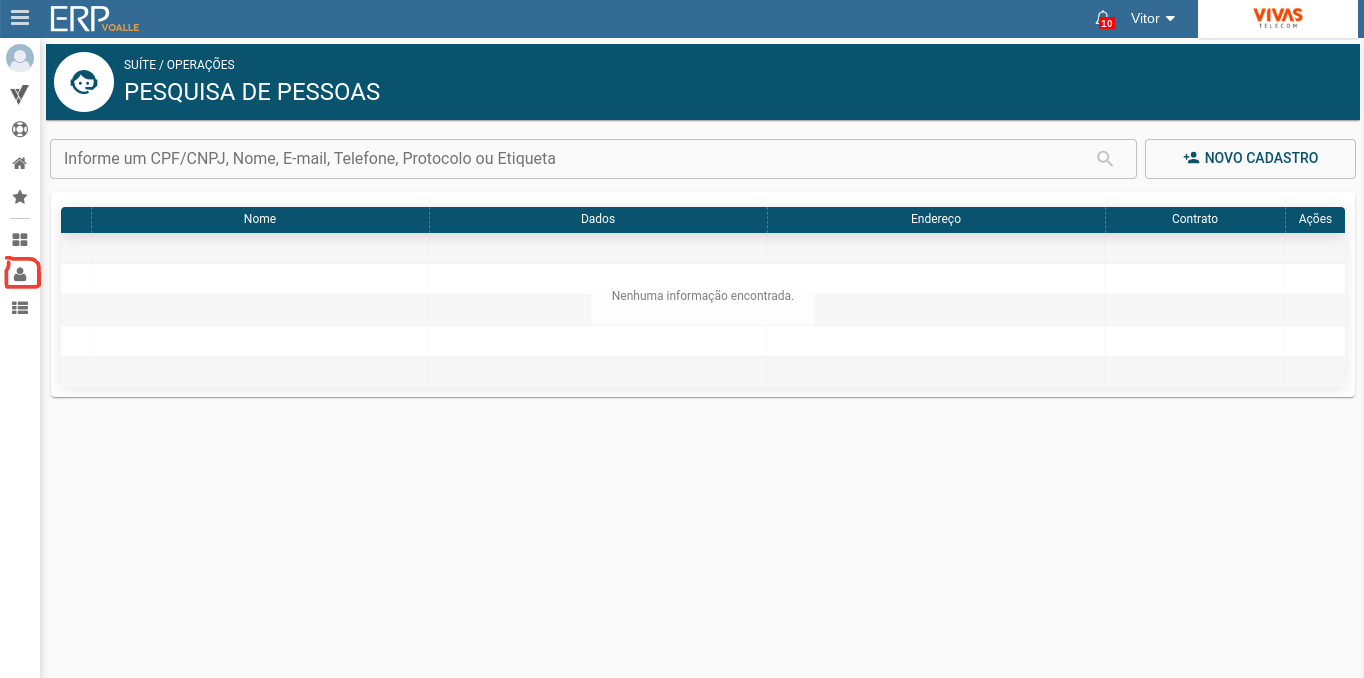 ERP VOALLE
10
Vitor
VIVAS
TELECOM
SUÍTE / OPERAÇÕES
PESQUISA DE PESSOAS
Informe um CPF/CNPJ, Nome, E-mail, Telefone, Protocolo ou Etiqueta
NOVO CADASTRO
Nome Dados Endereço Contrato Ações
Nenhuma informação encontrada.